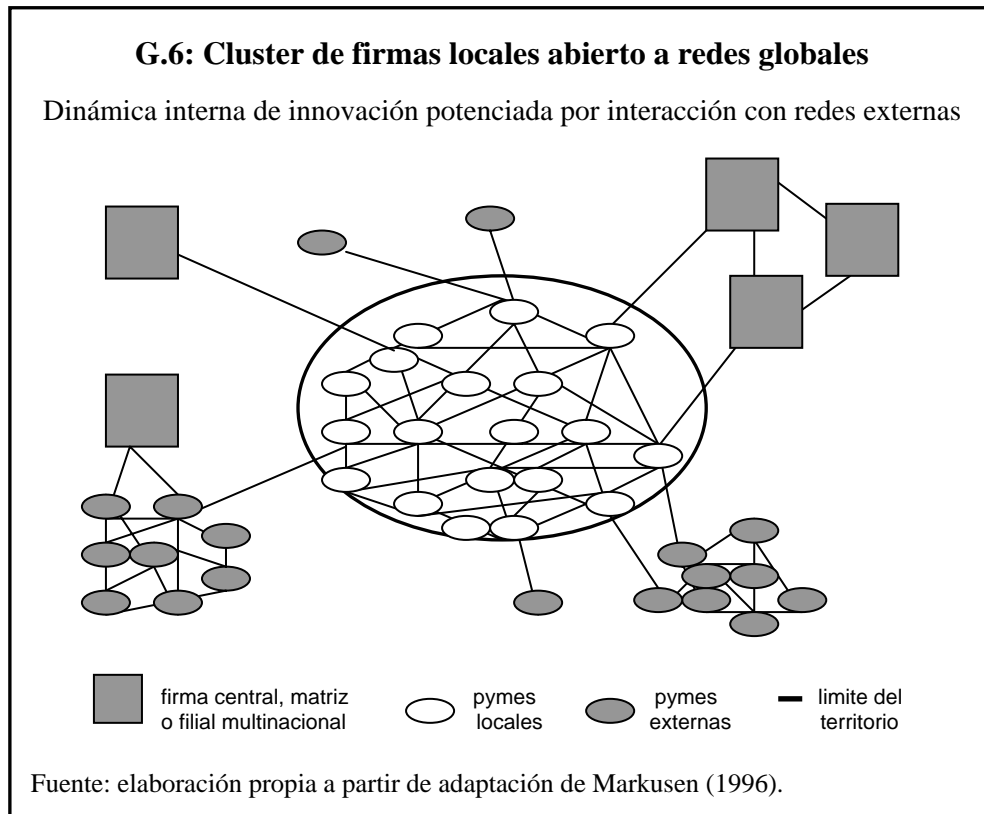 G.6: Cluster de firmas locales abierto a redes globales
Dinámica interna de innovación potenciada por interacción con redes externas
firma central, matriz
o filial multinacional
pymes
locales
pymes
externas
limite del
territorio
Fuente: elaboración propia a partir de adaptación de Markusen (1996).